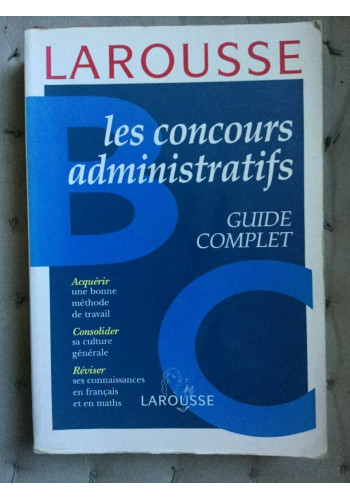 LAROUSSE
B
les concours
administratifs
GUIDE
COMPLET
Acquérir
une bonne
méthode
de travail
Consolider
sa culture
générale
Réviser
ses connaissances
en français
et en maths
C
LAROUSSE